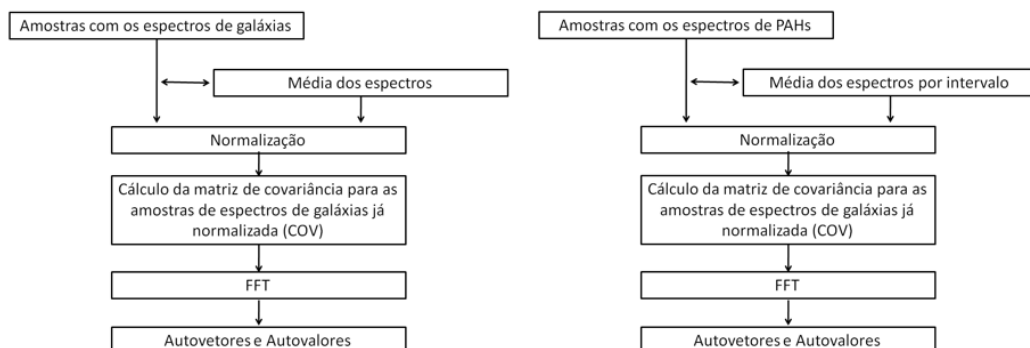 Amostras com os espectros de galáxias
Média dos espectros
Normalização
Cálculo da matriz de covariância para as
amostras de espectros de galáxias já
normalizada (COV)
FFT
Autovetores e Autovalores
Amostras com os espectros de PAHs
Média dos espectros por intervalo
Normalização
Cálculo da matriz de covariância para as
amostras de espectros de galáxias já
normalizada (COV)
FFT
Autovetores e Autovalores